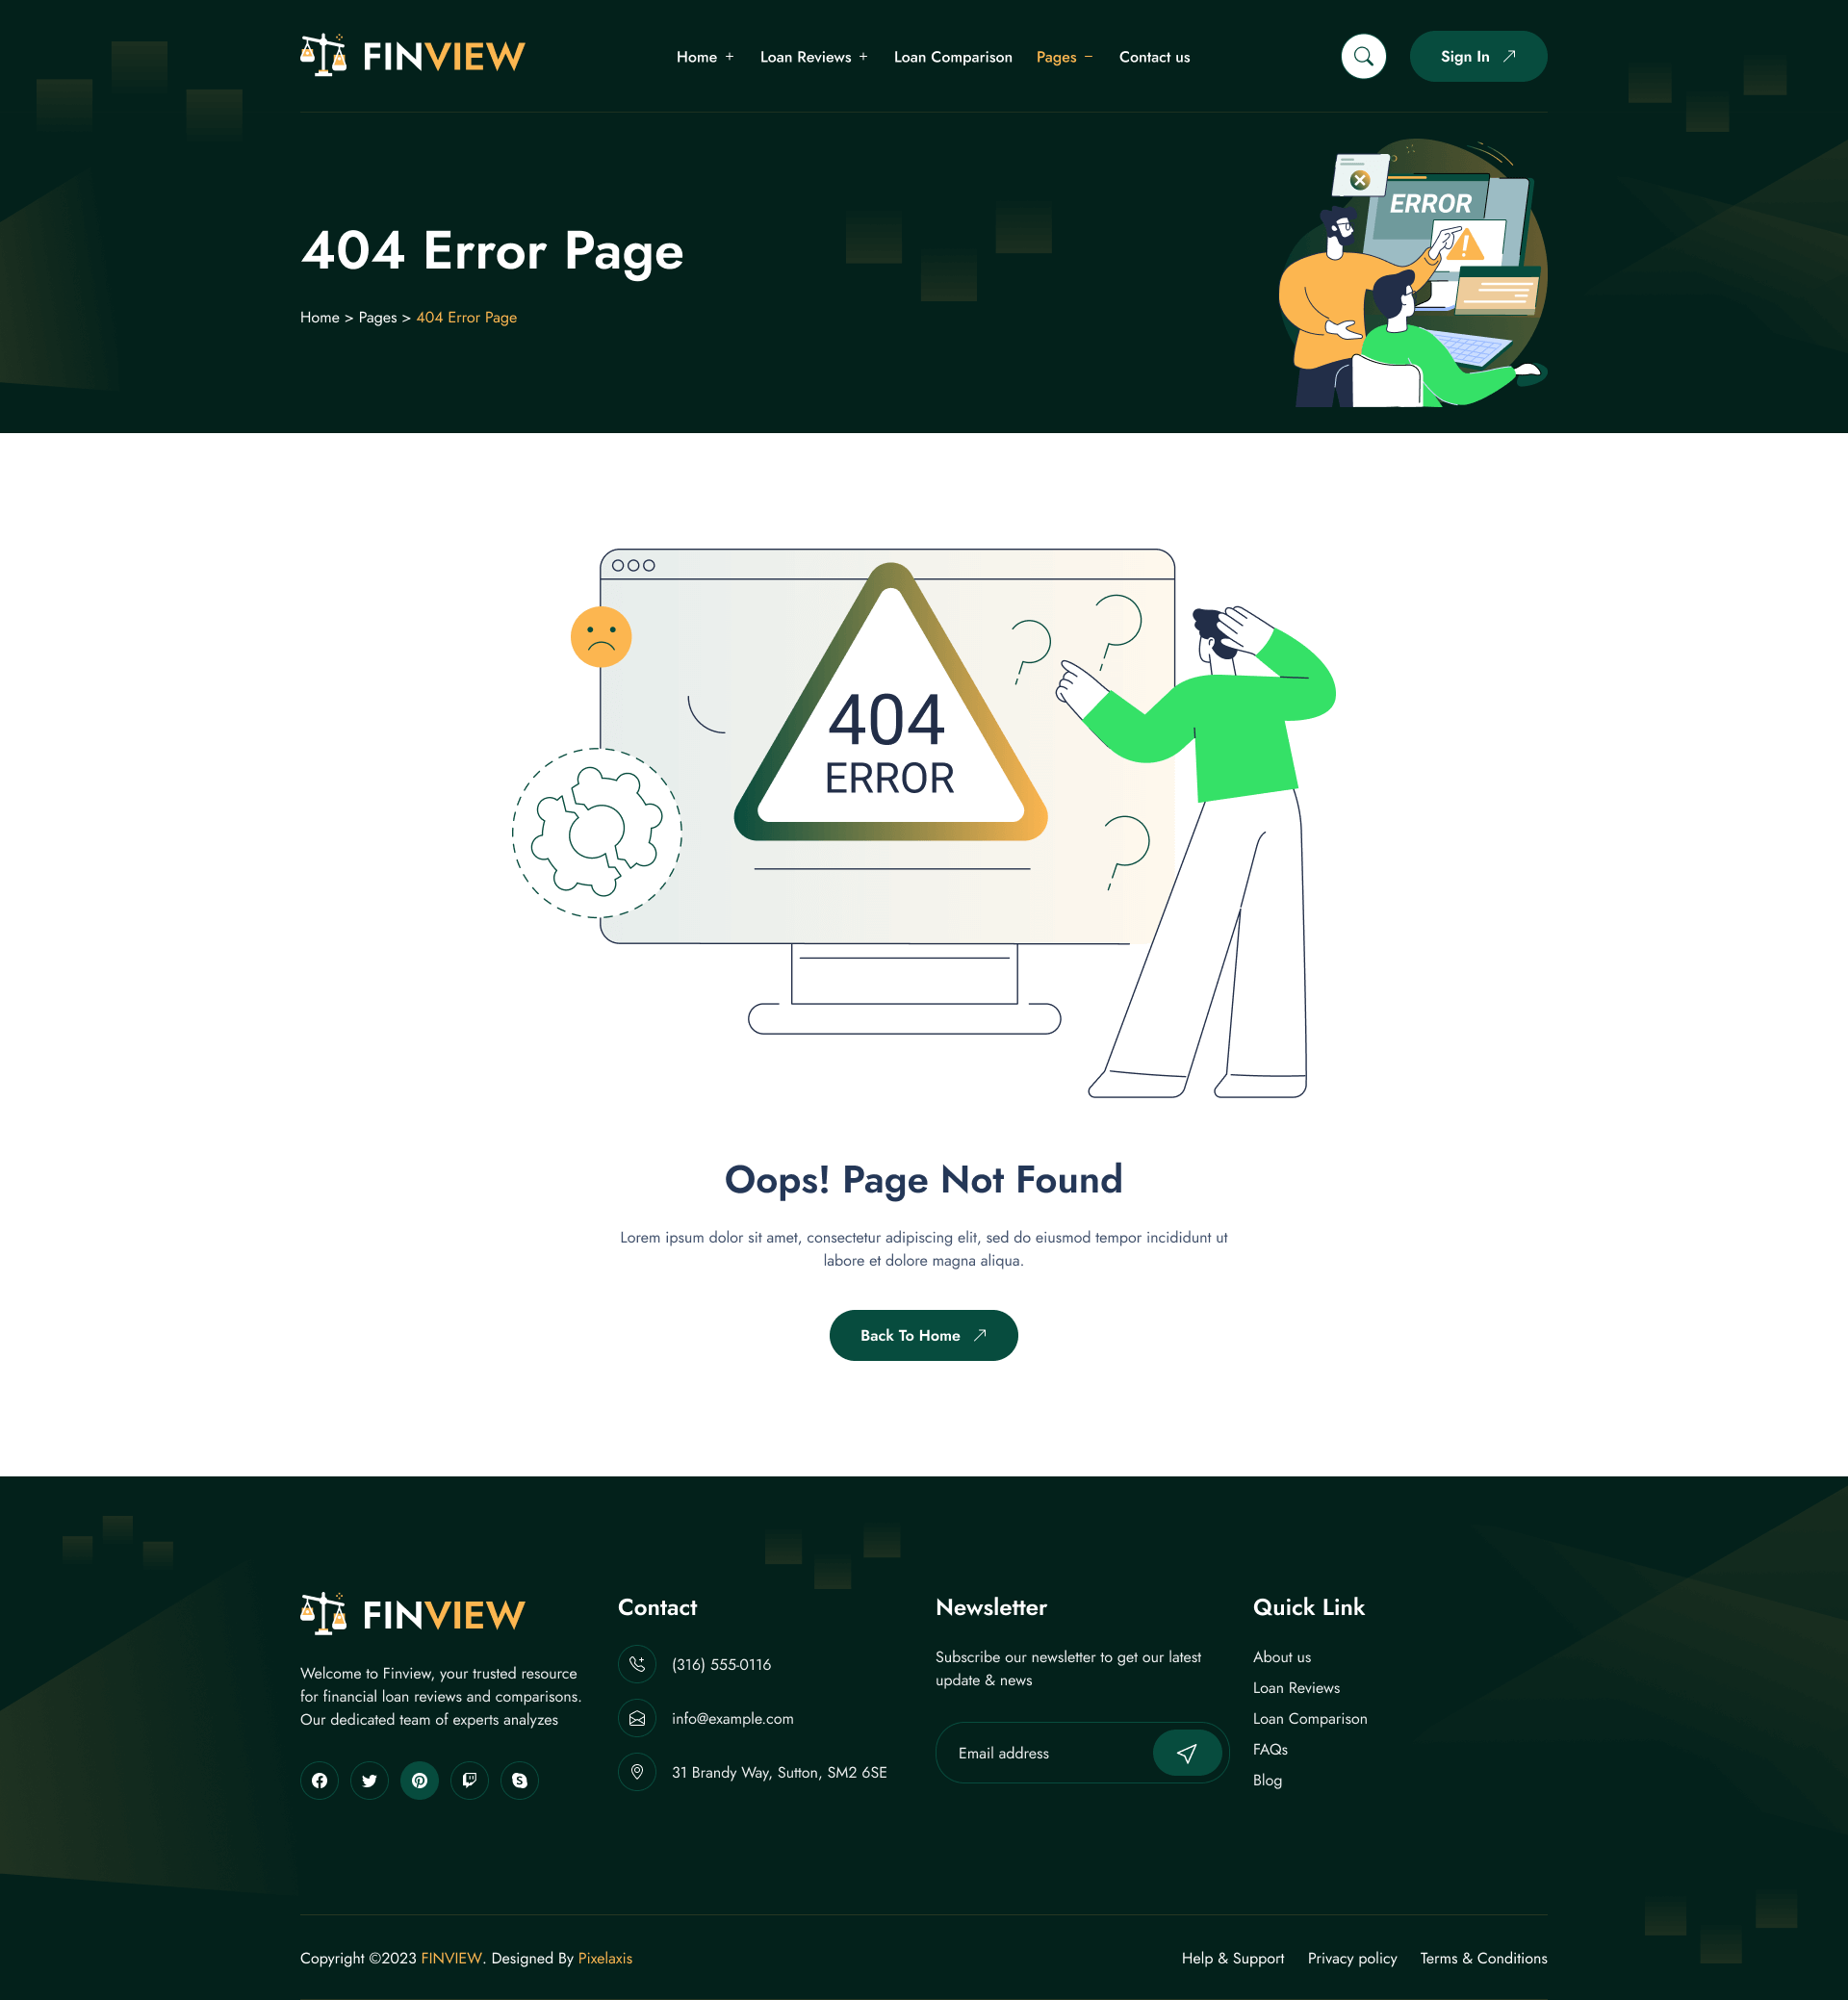 FINVIEW
Home + Loan Reviews + Loan Comparison Pages − Contact us
Sign In
ERROR
404 Error Page
Home > Pages > 404 Error Page
404
ERROR
Oops! Page Not Found
Lorem ipsum dolor sit amet, consectetur adipiscing elit, sed do eiusmod tempor incididunt ut
labore et dolore magna aliqua.
Back To Home
FINVIEW
Welcome to Finview, your trusted resource
for financial loan reviews and comparisons.
Our dedicated team of experts analyzes
Contact
(316) 555-0116
info@example.com
31 Brandy Way, Sutton, SM2 6SE
Newsletter
Subscribe our newsletter to get our latest
update & news
Email address
Quick Link
About us
Loan Reviews
Loan Comparison
FAQs
Blog
Copyright ©2023 FINVIEW. Designed By Pixelaxis
Help & Support Privacy policy Terms & Conditions